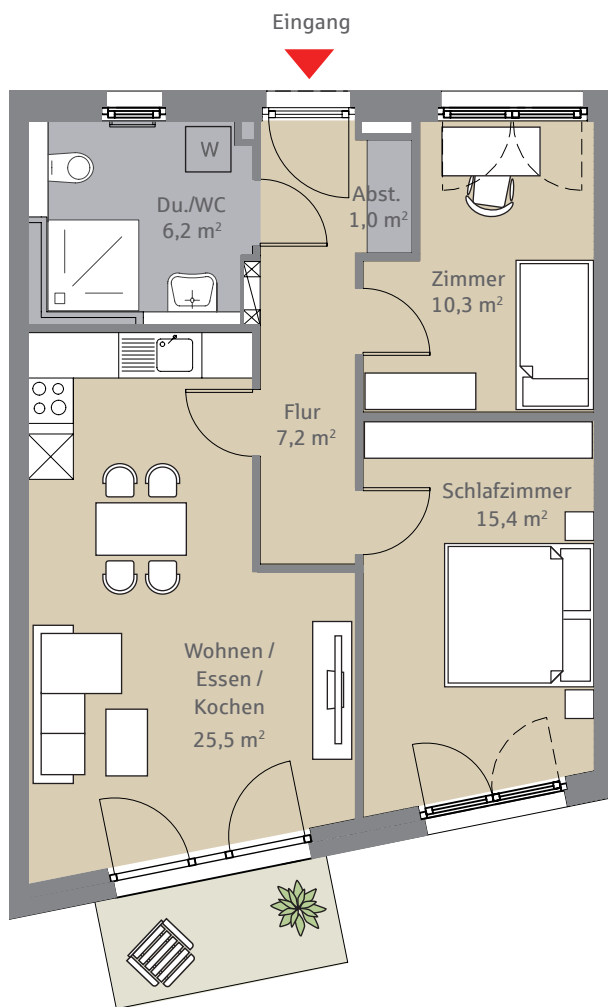 Eingang
W
Du./WC
6,2 m²
Abst.
1,0 m²
Zimmer
10,3 m²
Flur
7,2 m²
Schlafzimmer
15,4 m²
Wohnen /
Essen /
Kochen
25,5 m²